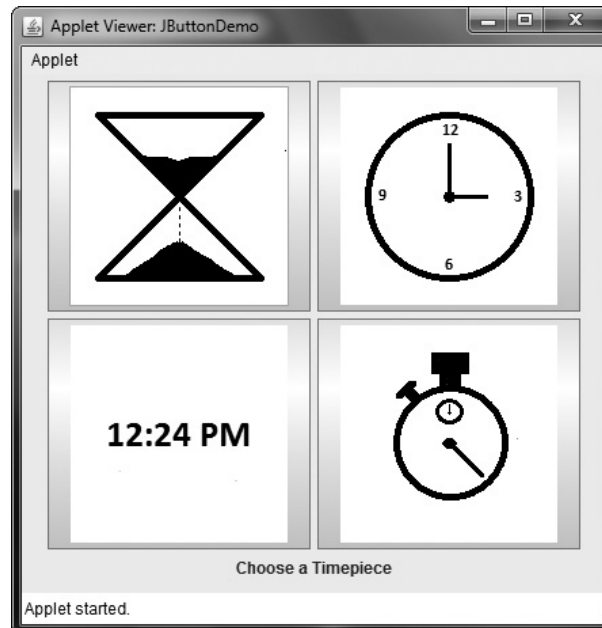 Applet Viewer: JButtonDemo
Applet
12
9
3
6
12:24 PM
Choose a Timepiece
Applet started.